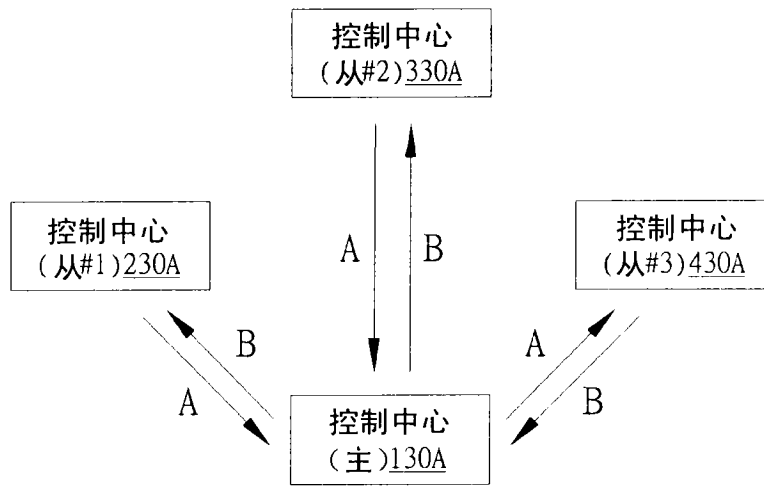 控制中心
(从#2)330A
控制中心
(从#1)230A
A
B
控制中心
(从#3)430A
B
A
A
B
控制中心
(主)130A